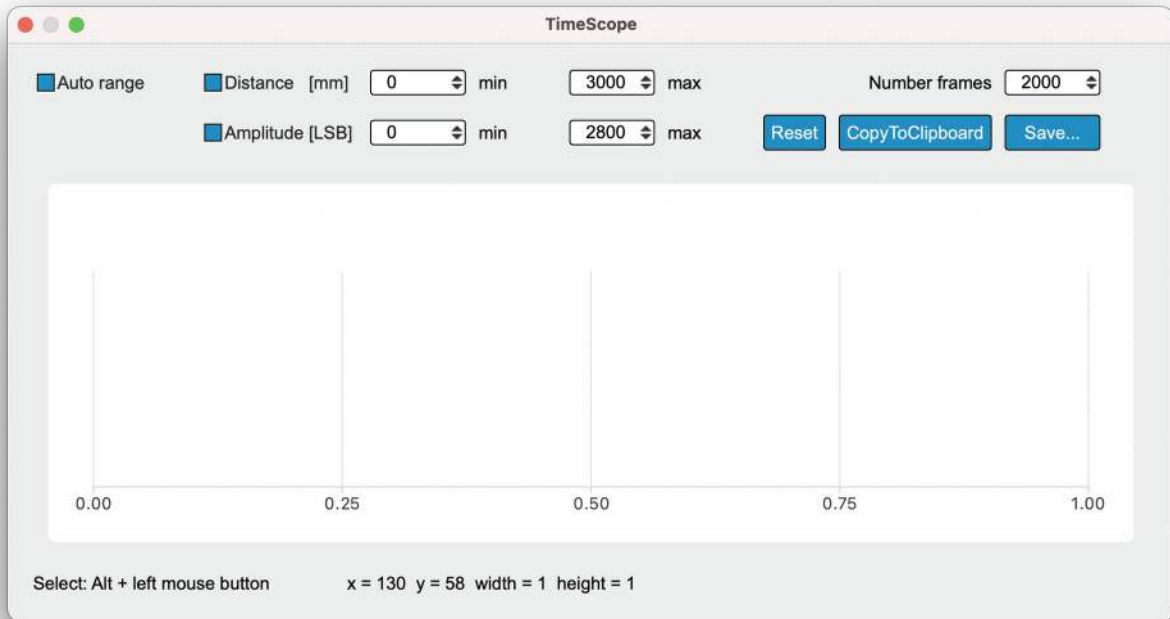 TimeScope
Auto range Distance [mm] 0 min 3000 max Number frames 2000
Amplitude [LSB] 0 min 2800 max Reset CopyToClipboard Save...
0.00 0.25 0.50 0.75 1.00
Select: Alt + left mouse button x = 130 y = 58 width = 1 height = 1